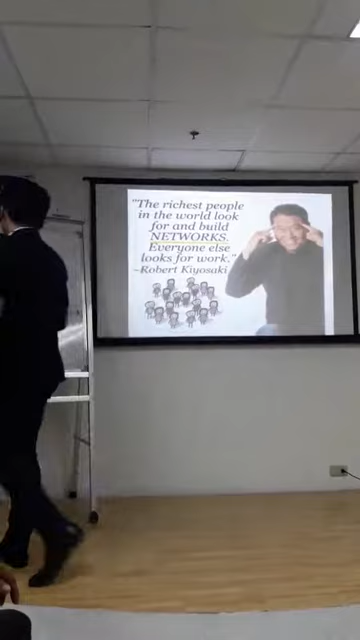 "The richest people
in the world look
for and build
NETWORKS.
Everyone else
looks for work."
~Robert Kiyosaki